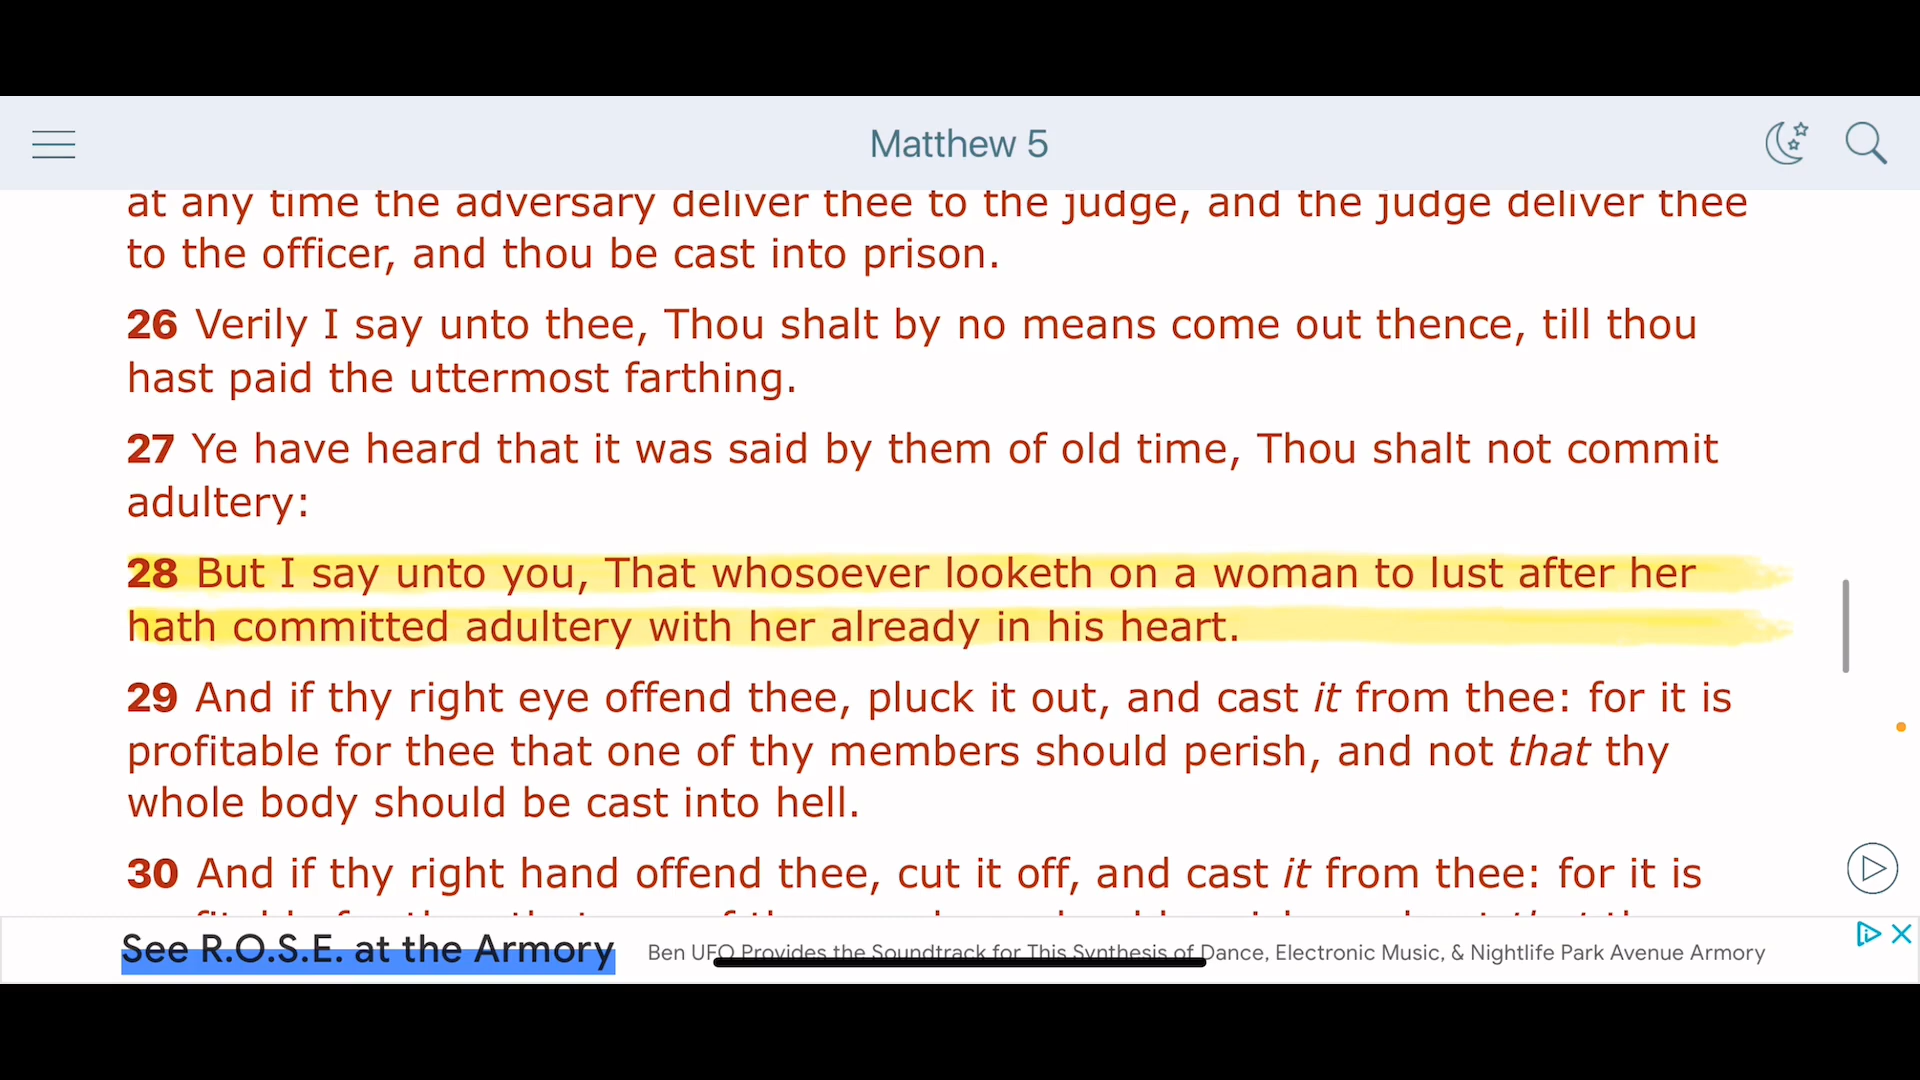 Matthew 5
at any time the adversary deliver thee to the judge, and the judge deliver thee
to the officer, and thou be cast into prison.
26 Verily I say unto thee, Thou shalt by no means come out thence, till thou
hast paid the uttermost farthing.
27 Ye have heard that it was said by them of old time, Thou shalt not commit
adultery:
28 But I say unto you, That whosoever looketh on a woman to lust after her
hath committed adultery with her already in his heart.
29 And if thy right eye offend thee, pluck it out, and cast it from thee: for it is
profitable for thee that one of thy members should perish, and not that thy
whole body should be cast into hell.
30 And if thy right hand offend thee, cut it off, and cast it from thee: for it is
See R.O.S.E. at the Armory
Ben UFO Provides the Soundtrack for This Synthesis of Dance, Electronic Music, & Nightlife Park Avenue Armory